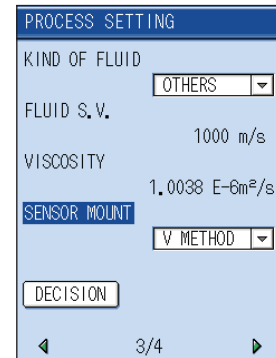 PROCESS SETTING
KIND OF FLUID
OTHERS
FLUID S.V.
1000 m/s
VISCOSITY
1.0038 E-6m²/s
SENSOR MOUNT
V METHOD
DECISION
3/4